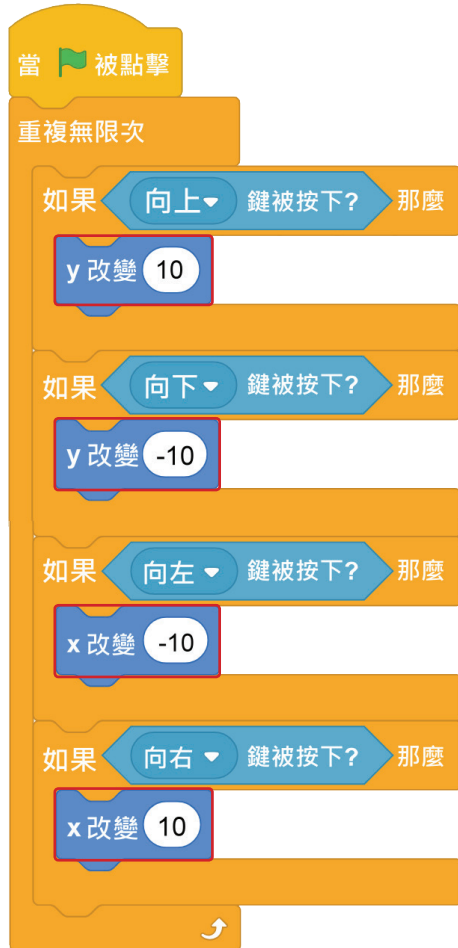 當 被點擊
重複無限次
如果 向上 鍵被按下? 那麼
y 改變 10
如果 向下 鍵被按下? 那麼
y 改變 -10
如果 向左 鍵被按下? 那麼
x 改變 -10
如果 向右 鍵被按下? 那麼
x 改變 10